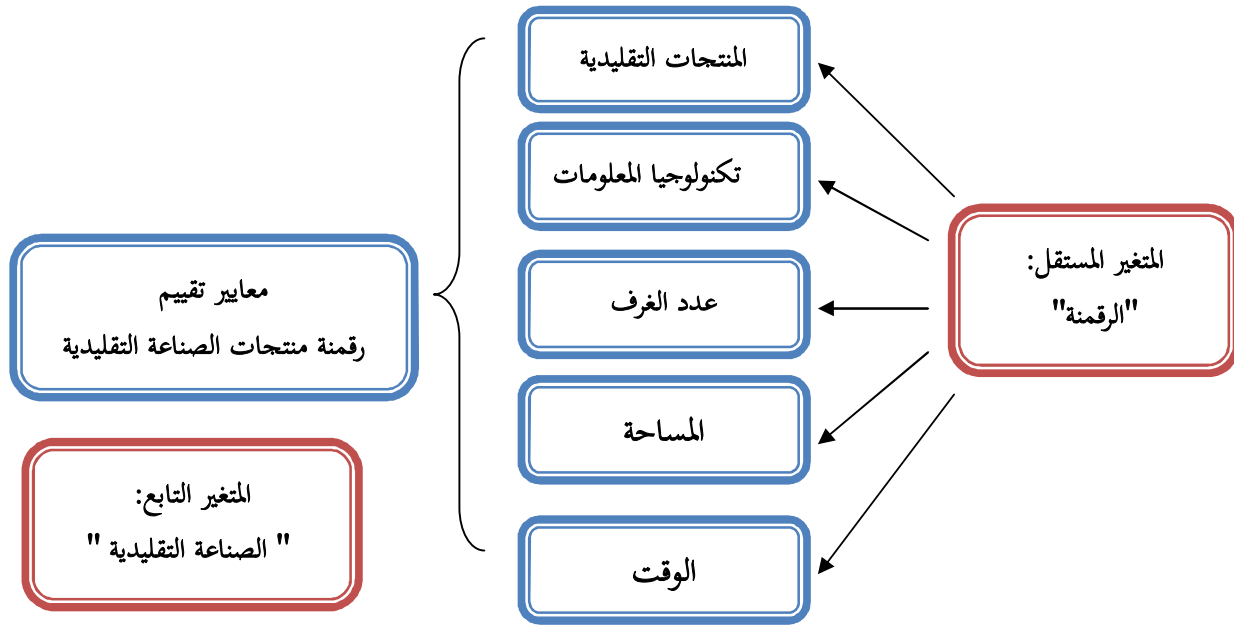 المتغير المستقل:
"الرقمنة"
المنتجات التقليدية
تكنولوجيا المعلومات
عدد الغرف
المساحة
الوقت
معايير تقييم
رقمنة منتجات الصناعة التقليدية
المتغير التابع:
" الصناعة التقليدية "